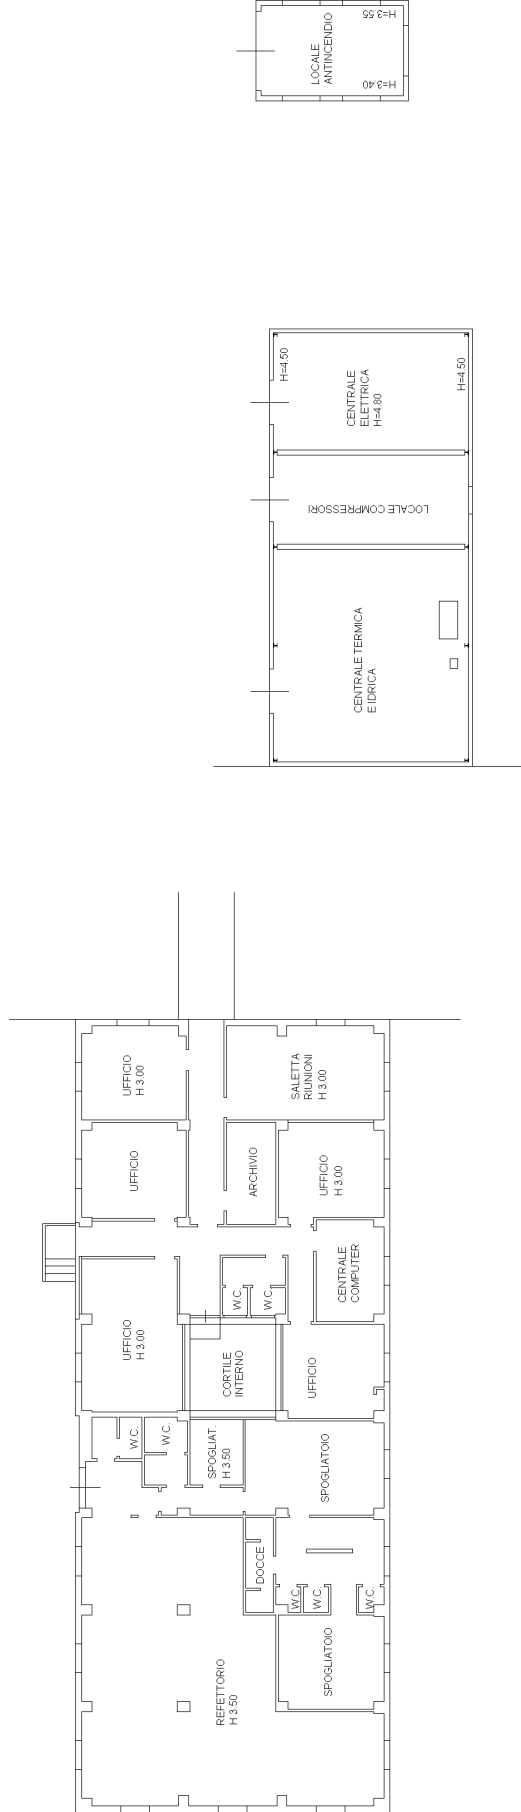 H=3.55
LOCALE
ANTINCENDIO
H=3.40
H=4.50
CENTRALE
ELETTRICA
H=4.80
H=4.50
LOCALE COMPRESSORI
CENTRALE TERMICA
E IDRICA
UFFICIO
H 3.00
SALETTA
RIUNIONI
H 3.00
UFFICIO
ARCHIVIO
UFFICIO
H 3.00
CENTRALE
COMPUTER
W.C.
W.C.
UFFICIO
H 3.00
CORTILE
INTERNO
UFFICIO
W.C.
W.C.
SPOGLIAT.
H 3.50
SPOGLIATOIO
DOCCE
W.C.
W.C.
W.C.
SPOGLIATOIO
REFETTORIO
H 3.50